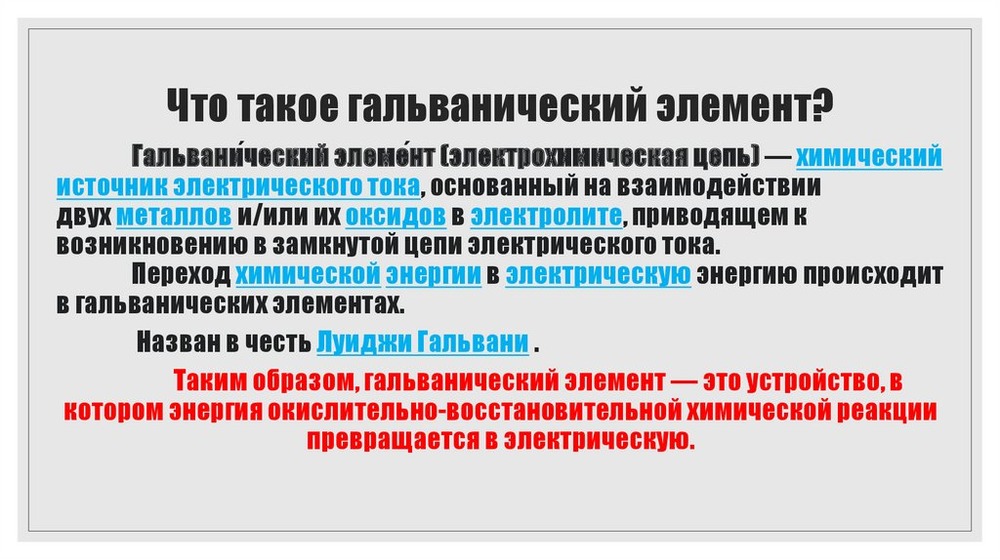 Что такое гальванический элемент?
Гальвани́ческий элеме́нт (электрохимическая цепь) — химический
источник электрического тока, основанный на взаимодействии
двух металлов и/или их оксидов в электролите, приводящем к
возникновению в замкнутой цепи электрического тока.
Переход химической энергии в электрическую энергию происходит
в гальванических элементах.
Назван в честь Луиджи Гальвани .
Таким образом, гальванический элемент — это устройство, в
котором энергия окислительно-восстановительной химической реакции
превращается в электрическую.